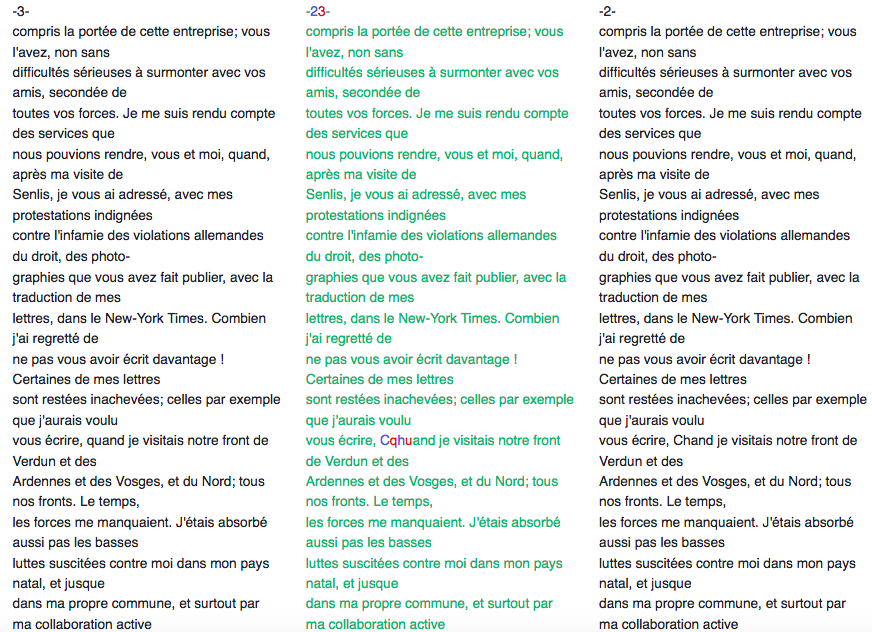 -3-
compris la portée de cette entreprise; vous
l'avez, non sans
difficultés sérieuses à surmonter avec vos
amis, secondée de
toutes vos forces. Je me suis rendu compte
des services que
nous pouvions rendre, vous et moi, quand,
après ma visite de
Senlis, je vous ai adressé, avec mes
protestations indignées
contre l'infamie des violations allemandes
du droit, des photo-
graphies que vous avez fait publier, avec la
traduction de mes
lettres, dans le New-York Times. Combien
j'ai regretté de
ne pas vous avoir écrit davantage !
Certaines de mes lettres
sont restées inachevées; celles par exemple
que j'aurais voulu
vous écrire, quand je visitais notre front de
Verdun et des
Ardennes et des Vosges, et du Nord; tous
nos fronts. Le temps,
les forces me manquaient. J'étais absorbé
aussi pas les basses
luttes suscitées contre moi dans mon pays
natal, et jusque
dans ma propre commune, et surtout par
ma collaboration active
-23-
compris la portée de cette entreprise; vous
l'avez, non sans
difficultés sérieuses à surmonter avec vos
amis, secondée de
toutes vos forces. Je me suis rendu compte
des services que
nous pouvions rendre, vous et moi, quand,
après ma visite de
Senlis, je vous ai adressé, avec mes
protestations indignées
contre l'infamie des violations allemandes
du droit, des photo-
graphies que vous avez fait publier, avec la
traduction de mes
lettres, dans le New-York Times. Combien
j'ai regretté de
ne pas vous avoir écrit davantage !
Certaines de mes lettres
sont restées inachevées; celles par exemple
que j'aurais voulu
vous écrire, Cqhuand je visitais notre front
de Verdun et des
Ardennes et des Vosges, et du Nord; tous
nos fronts. Le temps,
les forces me manquaient. J'étais absorbé
aussi pas les basses
luttes suscitées contre moi dans mon pays
natal, et jusque
dans ma propre commune, et surtout par
ma collaboration active
-2-
compris la portée de cette entreprise; vous
l'avez, non sans
difficultés sérieuses à surmonter avec vos
amis, secondée de
toutes vos forces. Je me suis rendu compte
des services que
nous pouvions rendre, vous et moi, quand,
après ma visite de
Senlis, je vous ai adressé, avec mes
protestations indignées
contre l'infamie des violations allemandes
du droit, des photo-
graphies que vous avez fait publier, avec la
traduction de mes
lettres, dans le New-York Times. Combien
j'ai regretté de
ne pas vous avoir écrit davantage !
Certaines de mes lettres
sont restées inachevées; celles par exemple
que j'aurais voulu
vous écrire, Chand je visitais notre front de
Verdun et des
Ardennes et des Vosges, et du Nord; tous
nos fronts. Le temps,
les forces me manquaient. J'étais absorbé
aussi pas les basses
luttes suscitées contre moi dans mon pays
natal, et jusque
dans ma propre commune, et surtout par
ma collaboration active